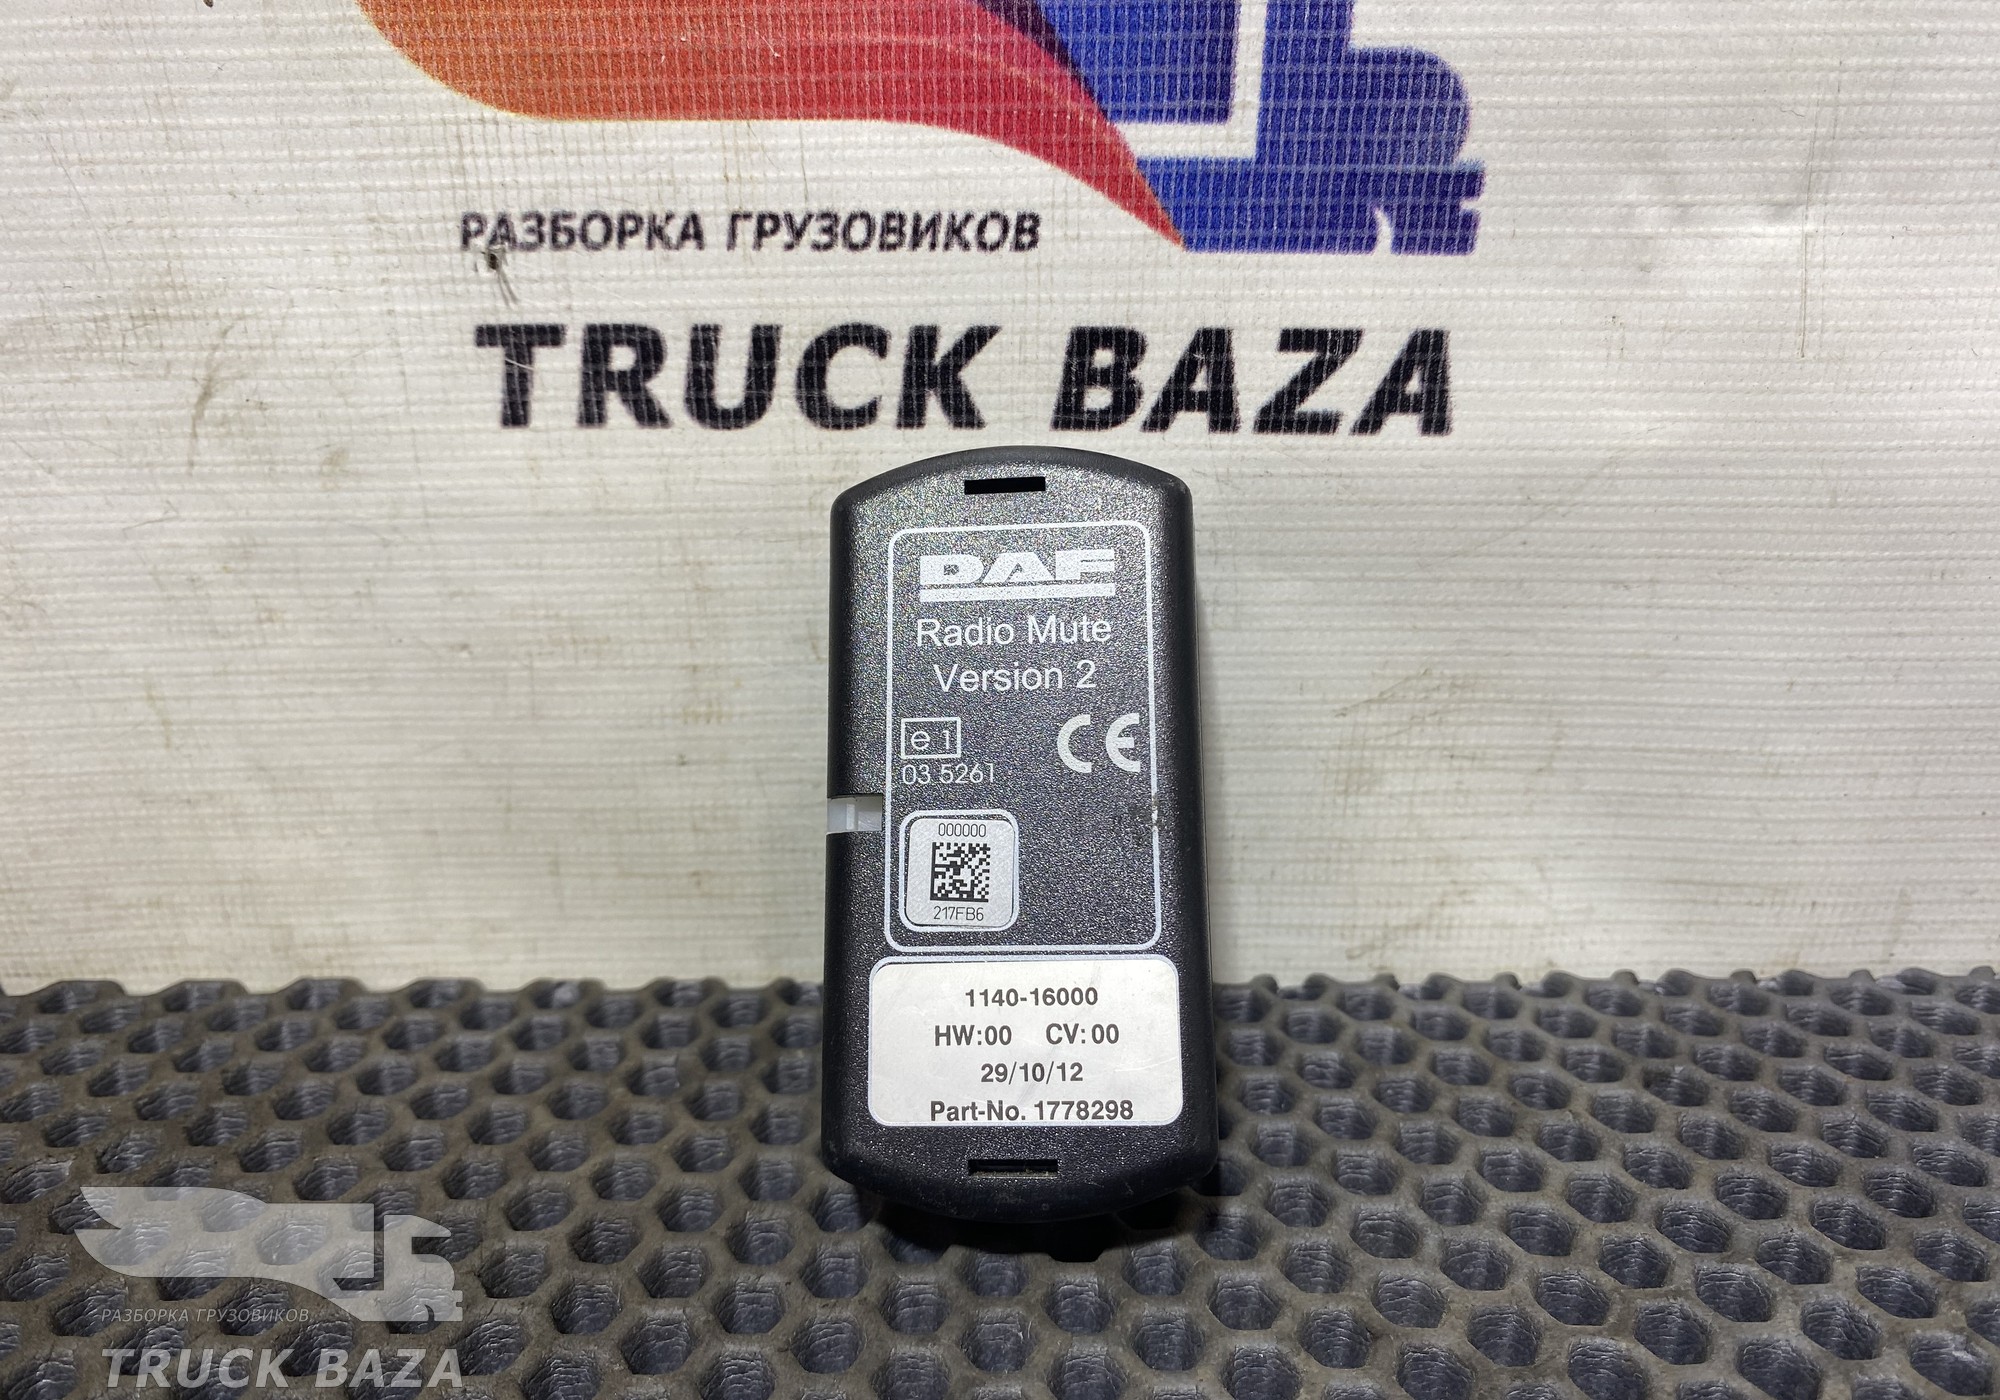 РАЗБОРКА ГРУЗОВИКОВ
TRUCK BAZA
DAF
Radio Mute
Version 2
e 1
CE
03 5261
000000
217FB6
1140-16000
HW:00 CV:00
29/10/12
Part-No. 1778298
РАЗБОРКА ГРУЗОВИКОВ
TRUCK BAZA